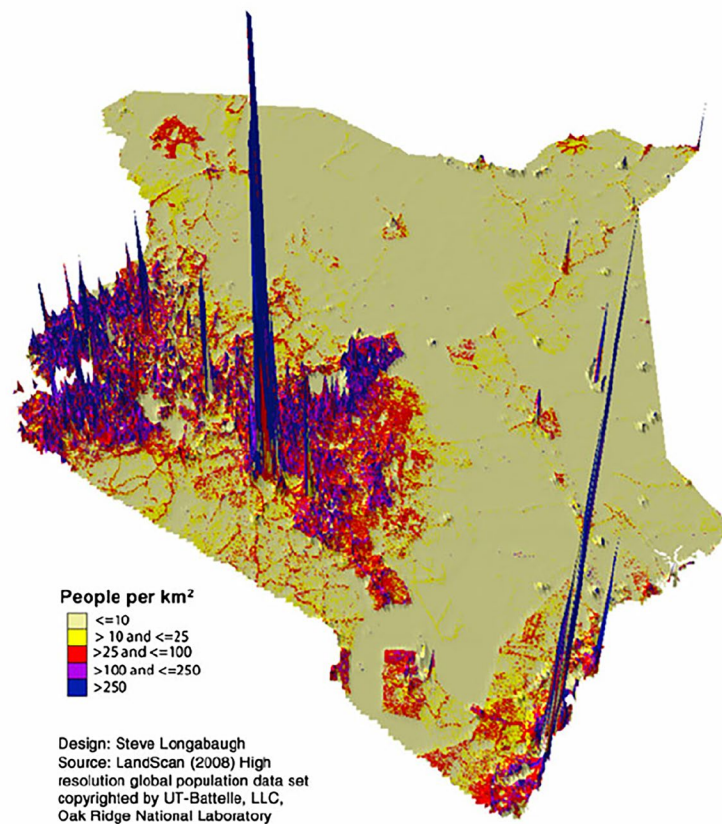 People per km²
<=10
> 10 and <=25
>25 and <=100
>100 and <=250
>250
Design: Steve Longabaugh
Source: LandScan (2008) High
resolution global population data set
copyrighted by UT-Battelle, LLC,
Oak Ridge National Laboratory